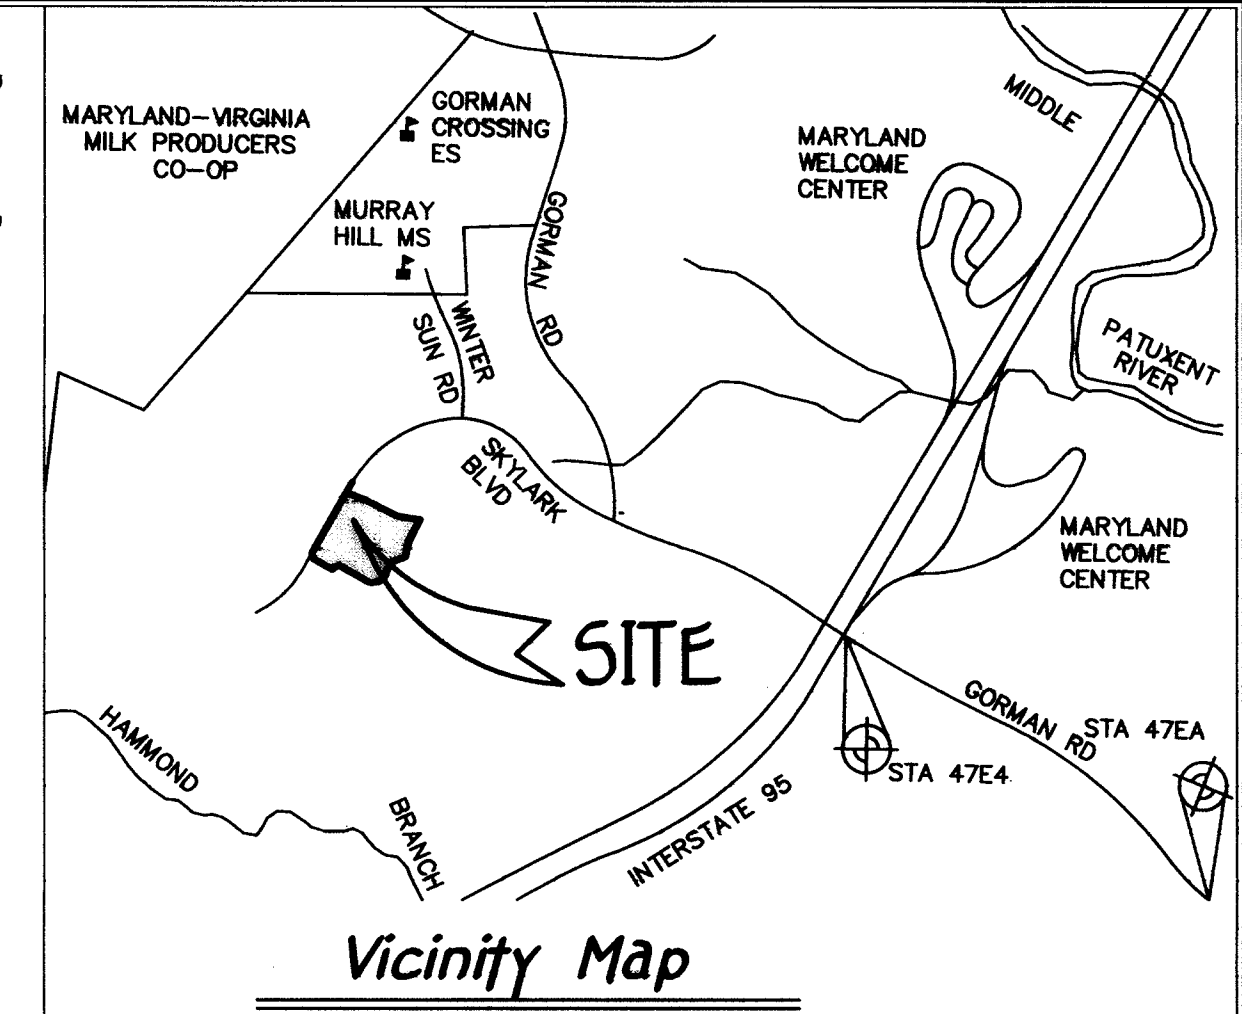 MARYLAND-VIRGINIA
MILK PRODUCERS
CO-OP
GORMAN
CROSSING
ES
MURRAY
HILL MS
GORMAN RD
WINTER
SUN RD
SKYLARK
BLVD
MARYLAND
WELCOME
CENTER
MIDDLE
PATUXENT
RIVER
MARYLAND
WELCOME
CENTER
SITE
HAMMOND
BRANCH
INTERSTATE 95
GORMAN RD
STA 47E4
STA 47EA
Vicinity Map